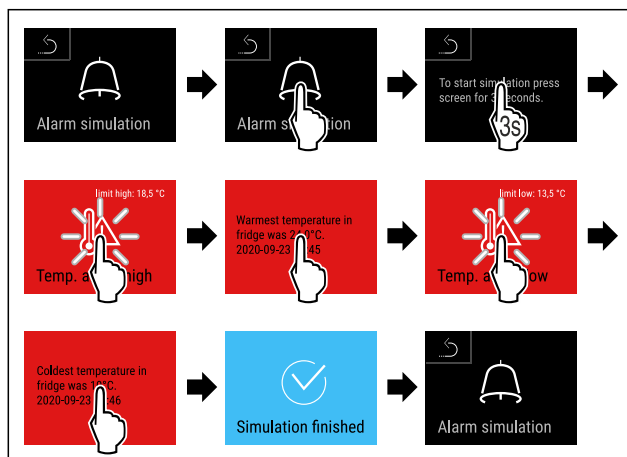 Alarm simulation
Alarm
To start simulation press
screen for 3 seconds.
3s
limit high: 18,5 °C
Temp. high
Warmest temperature in
fridge was
2020-09-23 45
limit low: 13,5 °C
Temp.
Coldest temperature in
fridge was
2020-09-23 46
Simulation finished
Alarm simulation